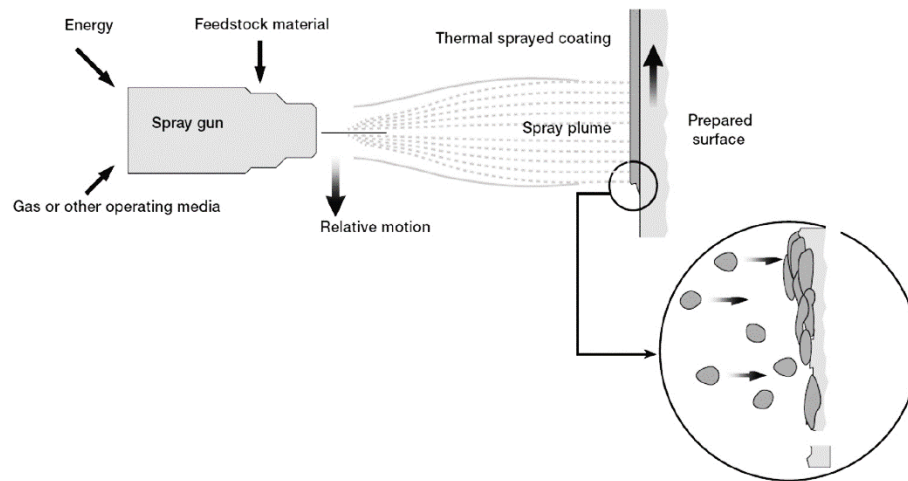 Energy
Feedstock material
Thermal sprayed coating
Spray gun
Spray plume
Prepared
surface
Gas or other operating media
Relative motion